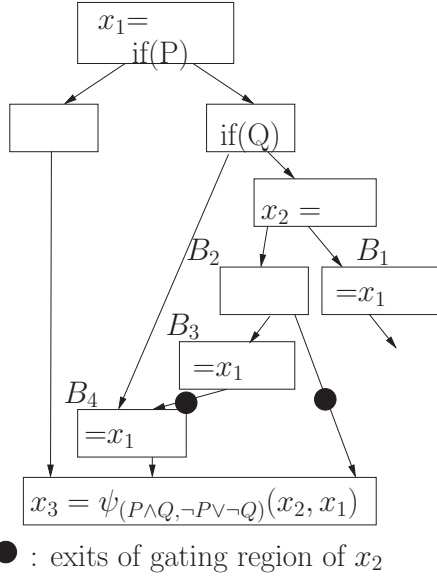 x₁=
if(P)
if(Q)
x₂ =
B₂
B₁
=x₁
B₃
=x₁
B₄
=x₁
x₃ = ψ₍P∧Q,¬P∨¬Q₎(x₂, x₁)
: exits of gating region of x₂